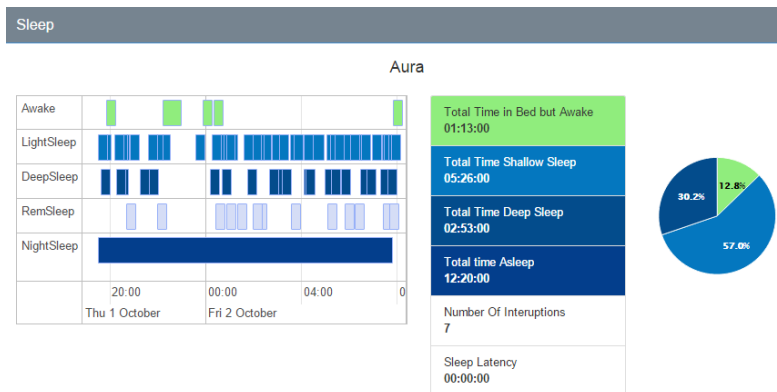 Sleep
Aura
Awake
LightSleep
DeepSleep
RemSleep
NightSleep
20:00
00:00
04:00
0
Thu 1 October
Fri 2 October
Total Time in Bed but Awake
01:13:00
Total Time Shallow Sleep
05:26:00
Total Time Deep Sleep
02:53:00
Total time Asleep
12:20:00
Number Of Interuptions
7
Sleep Latency
00:00:00
12.8%
30.2%
57.0%